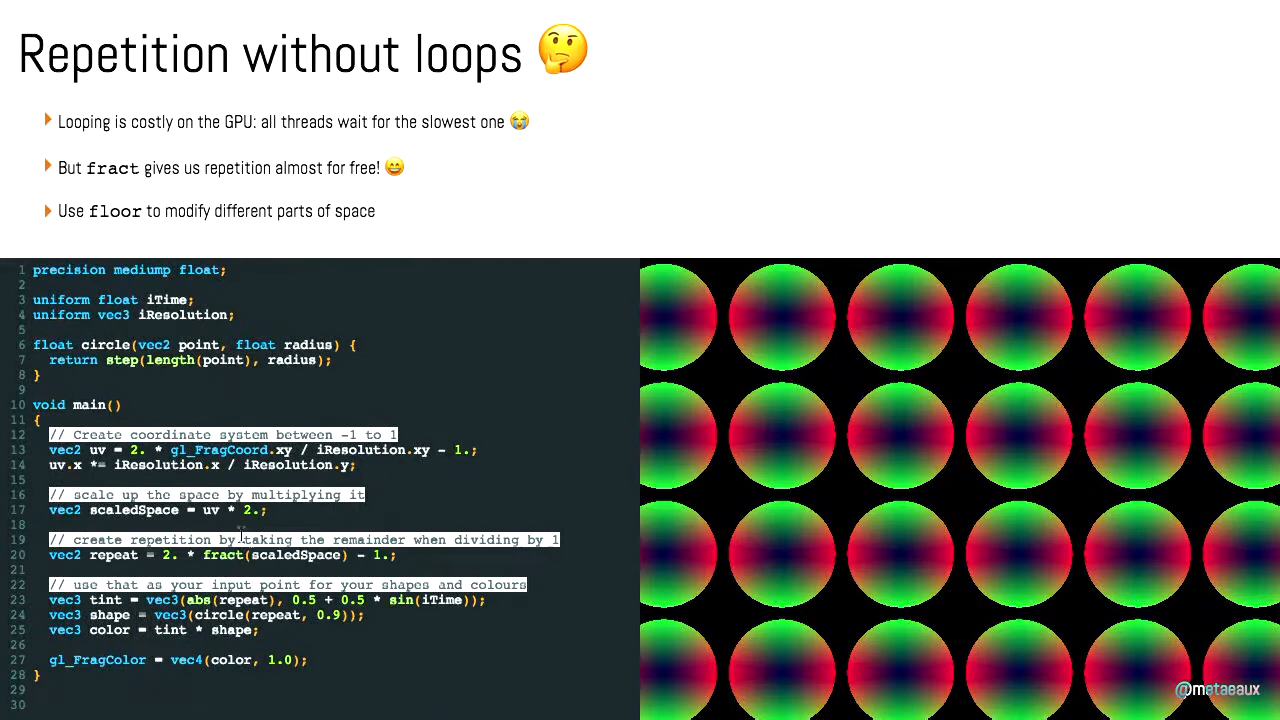 Repetition without loops 🤔
Looping is costly on the GPU: all threads wait for the slowest one 😭
But fract gives us repetition almost for free! 😄
Use floor to modify different parts of space
1 precision mediump float;
2
3 uniform float iTime;
4 uniform vec3 iResolution;
5
6 float circle(vec2 point, float radius) {
7   return step(length(point), radius);
8 }
9
10 void main()
11 {
12   // Create coordinate system between -1 to 1
13   vec2 uv = 2. * gl_FragCoord.xy / iResolution.xy - 1.;
14   uv.x *= iResolution.x / iResolution.y;
15
16   // scale up the space by multiplying it
17   vec2 scaledSpace = uv * 2.;
18
19   // create repetition by taking the remainder when dividing by 1
20   vec2 repeat = 2. * fract(scaledSpace) - 1.;
21
22   // use that as your input point for your shapes and colours
23   vec3 tint = vec3(abs(repeat), 0.5 + 0.5 * sin(iTime));
24   vec3 shape = vec3(circle(repeat, 0.9));
25   vec3 color = tint * shape;
26
27   gl_FragColor = vec4(color, 1.0);
28 }
29
30
@metaeaux